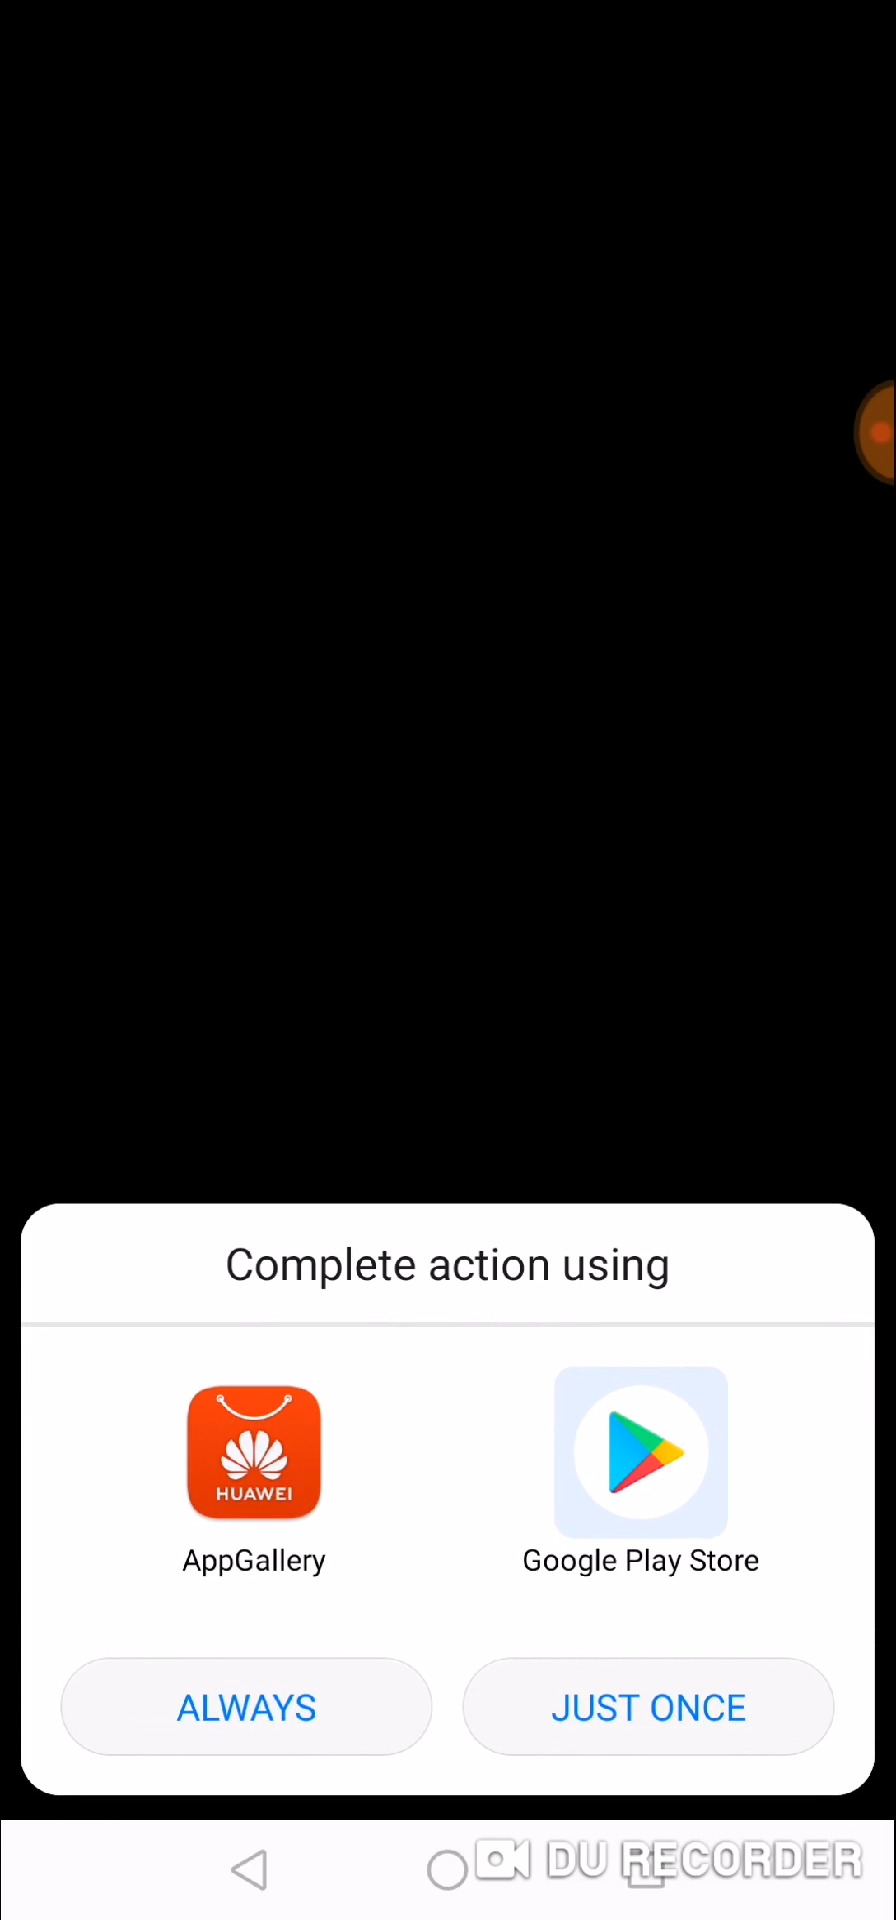 Complete action using
HUAWEI
AppGallery
Google Play Store
ALWAYS
JUST ONCE
DU RECORDER